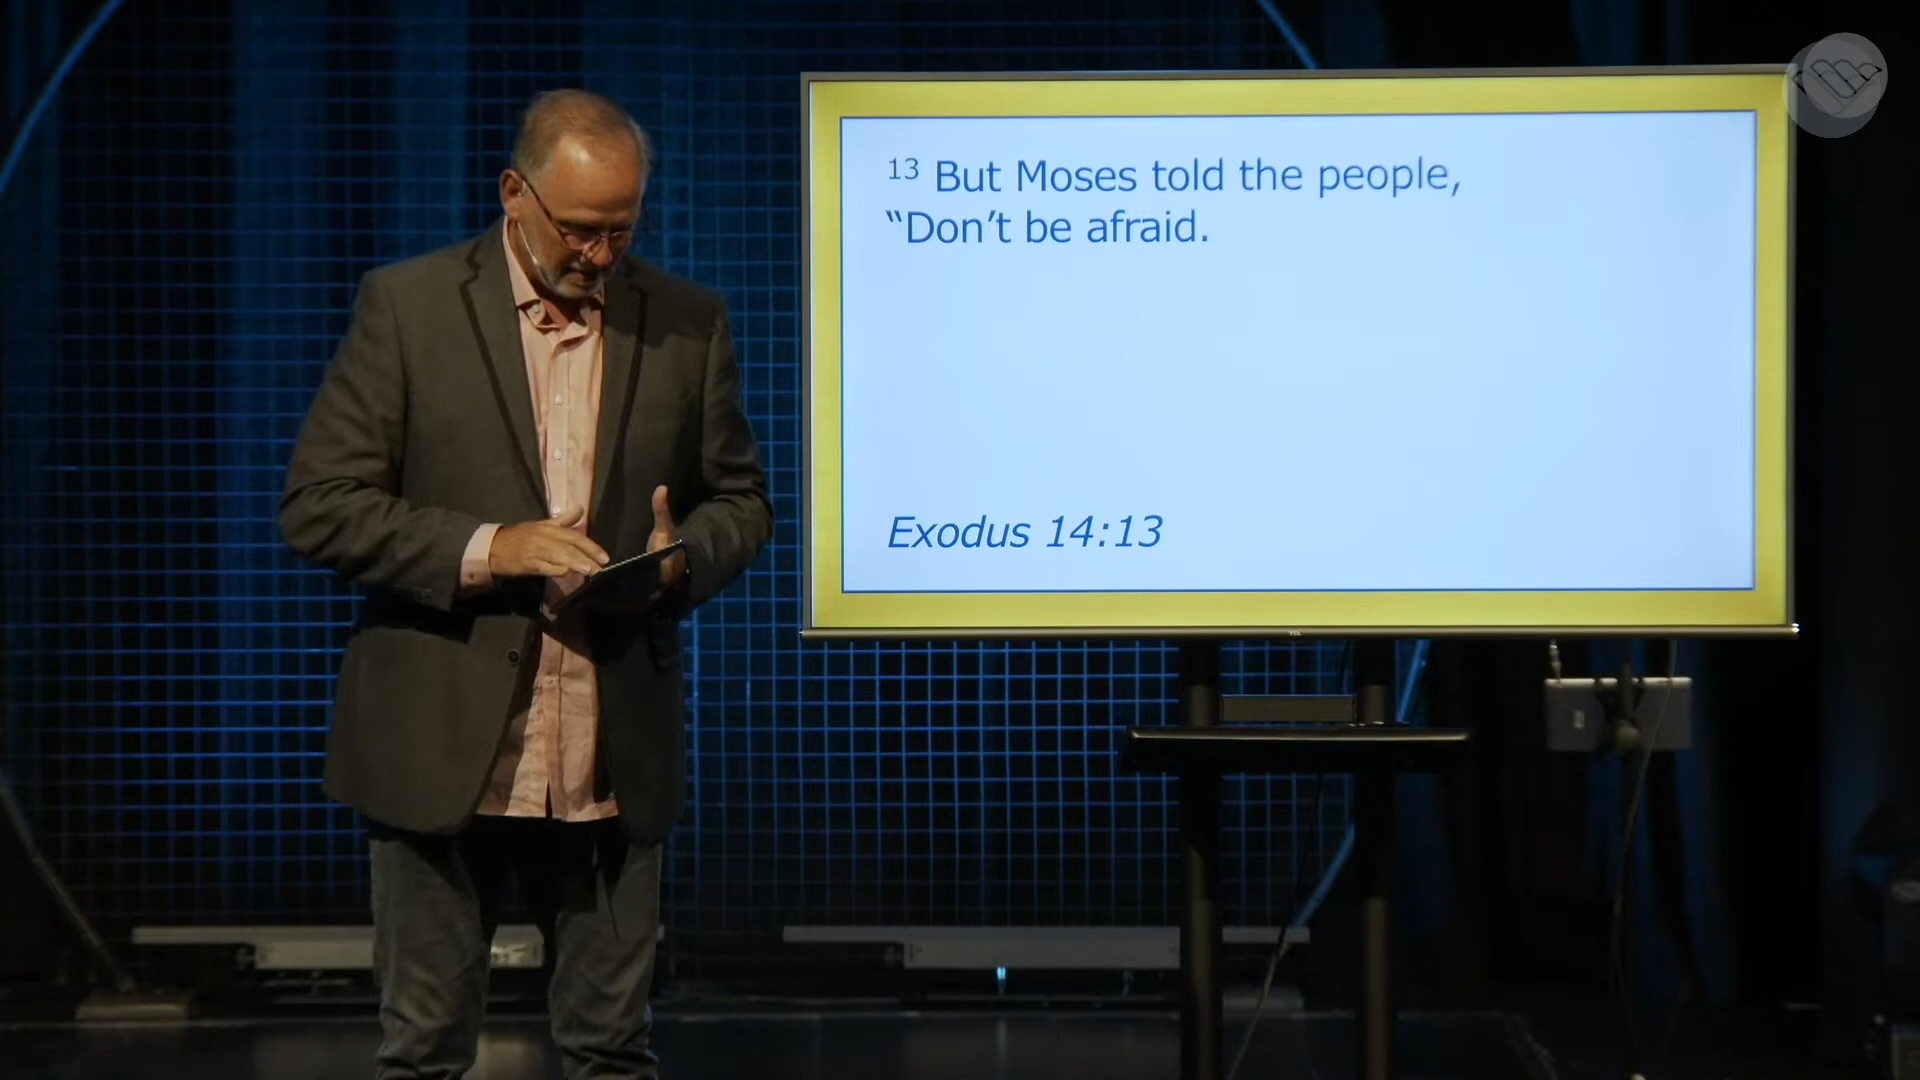 13 But Moses told the people,
“Don’t be afraid.
Exodus 14:13